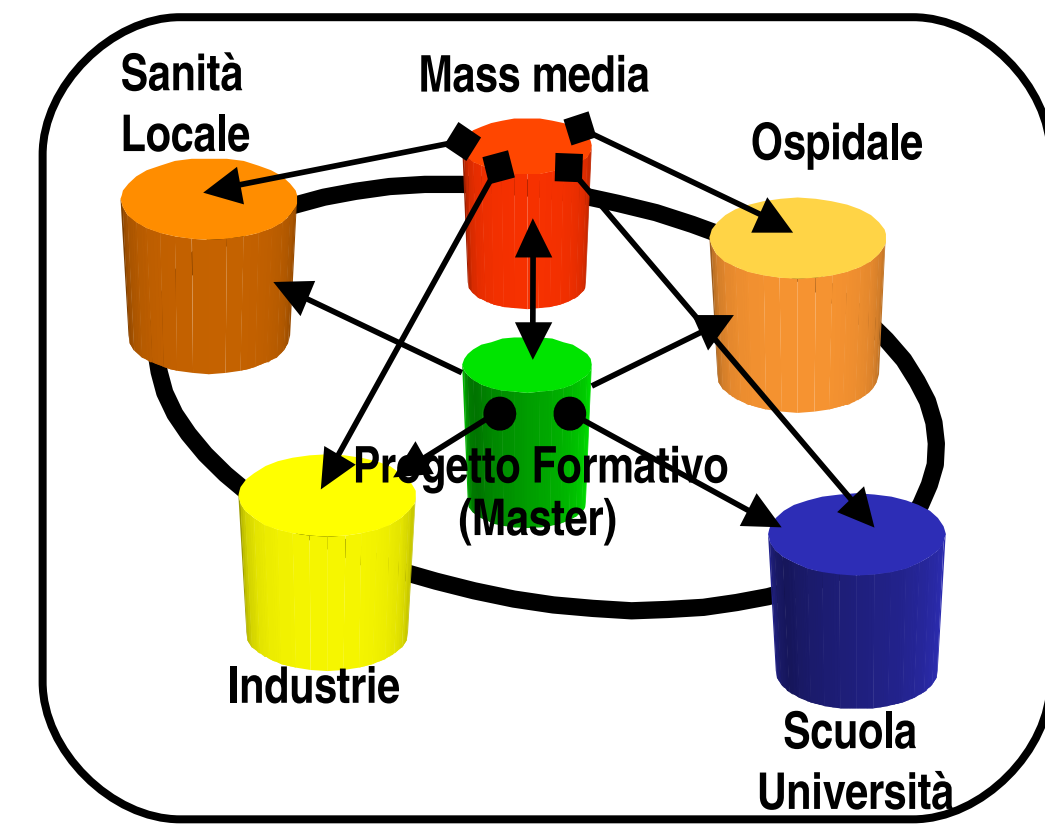 Sanità
Locale
Mass media
Ospidale
Progetto Formativo
(Master)
Industrie
Scuola
Università